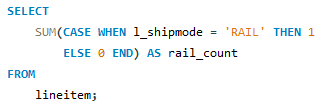 SELECT
SUM(CASE WHEN l_shipmode = 'RAIL' THEN 1
ELSE 0 END) AS rail_count
FROM
lineitem;